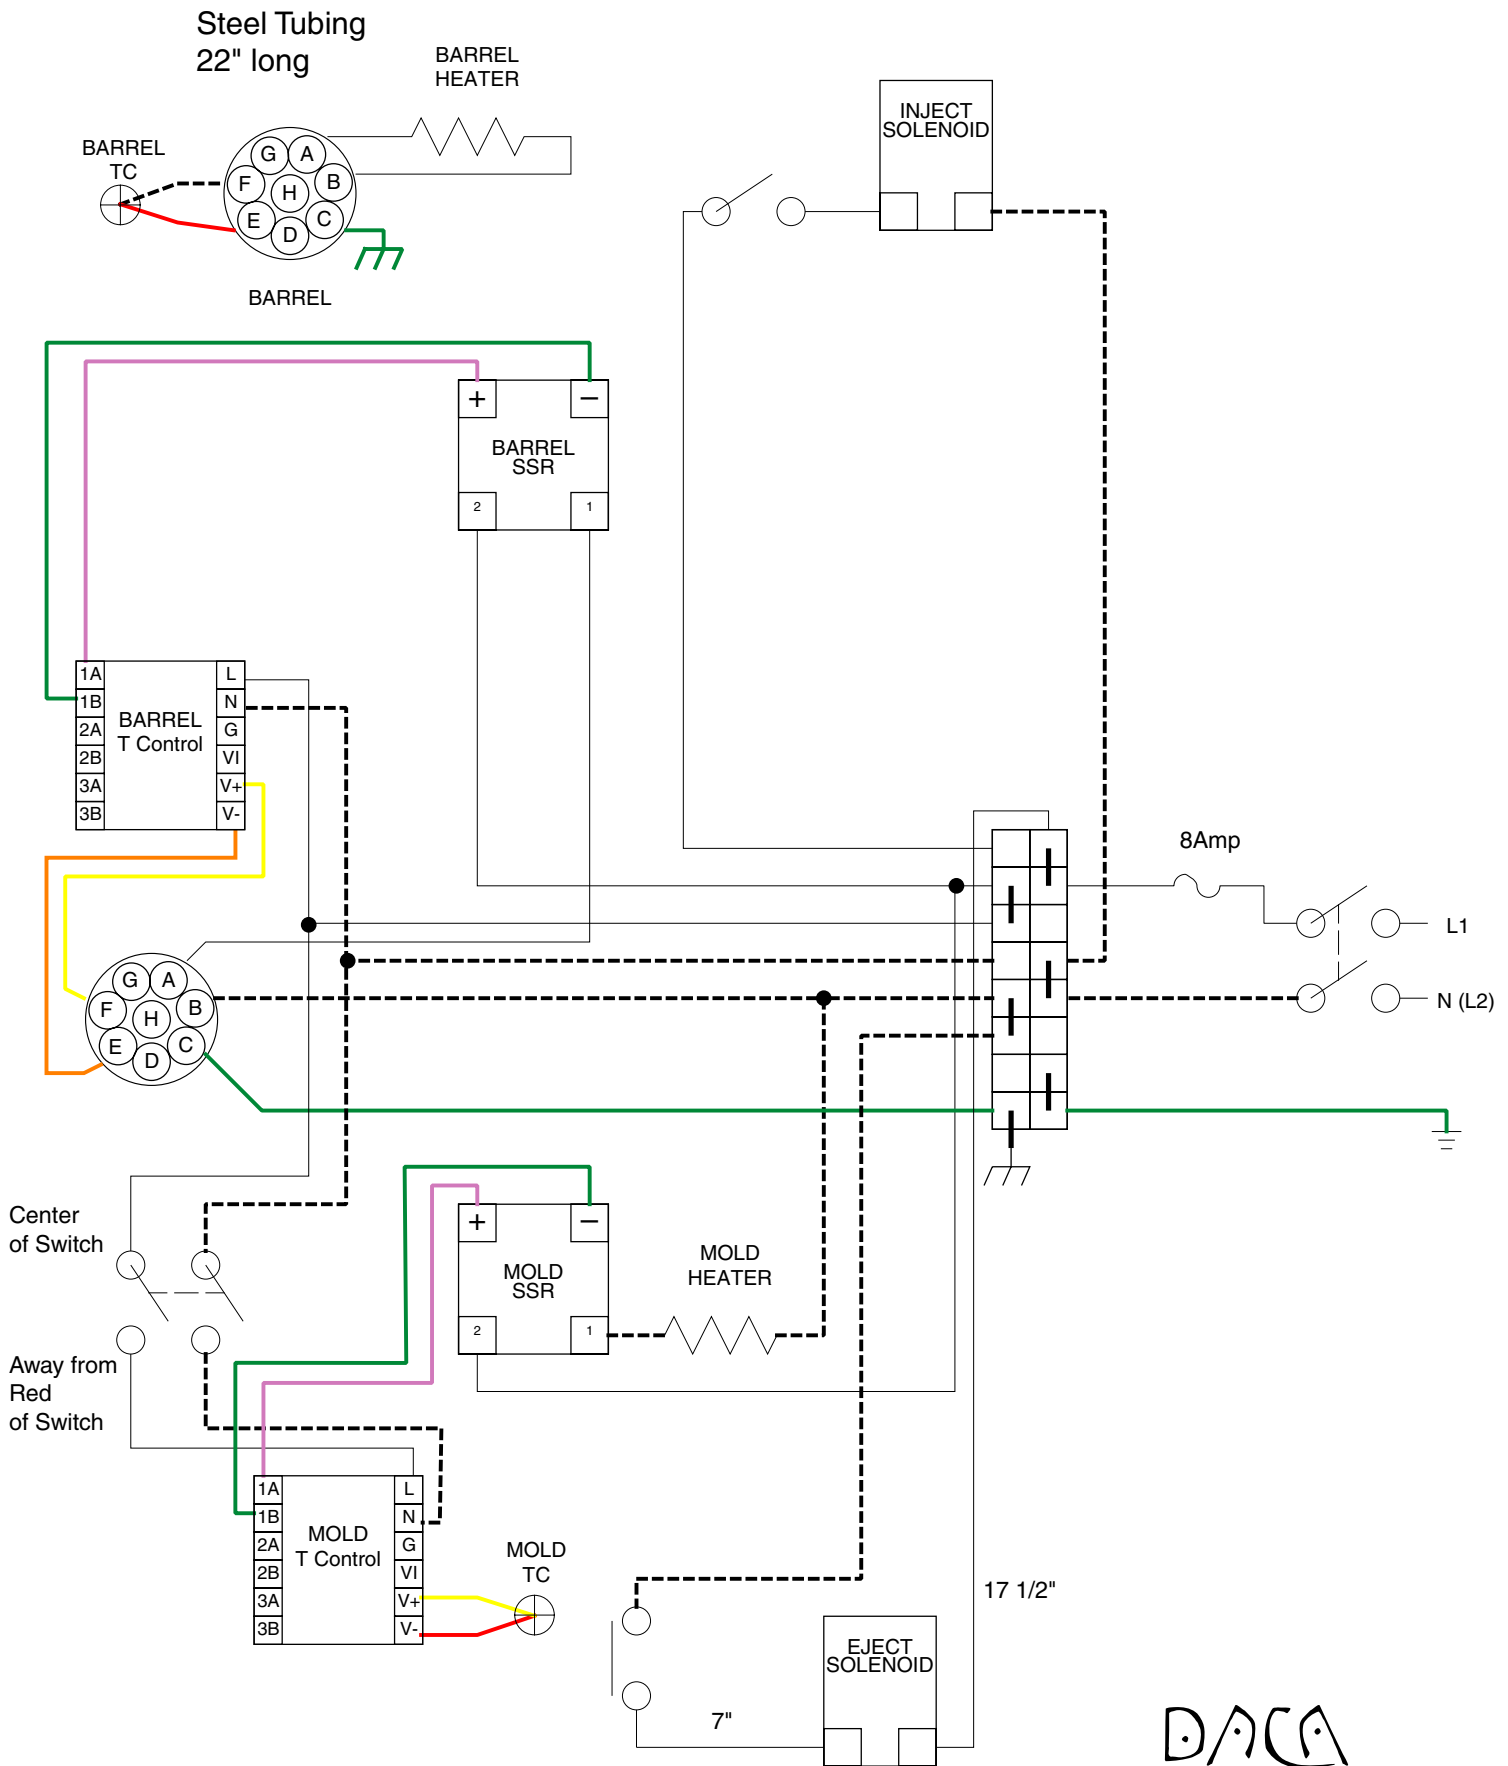 Steel Tubing
22" long
BARREL
HEATER
BARREL
TC
G A
F H B
E D C
BARREL
INJECT
SOLENOID
+ −
BARREL
SSR
2 1
1A L
1B N
2A G
2B VI
3A V+
3B V-
BARREL
T Control
8Amp
L1
N (L2)
G A
F H B
E D C
Center
of Switch
Away from
Red
of Switch
+ −
MOLD
SSR
2 1
MOLD
HEATER
1A L
1B N
2A G
2B VI
3A V+
3B V-
MOLD
T Control
MOLD
TC
17 1/2"
7"
EJECT
SOLENOID
DACA